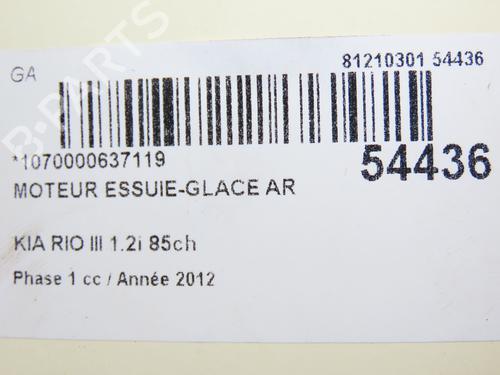 GA
81210301 54436
*1070000637119
54436
MOTEUR ESSUIE-GLACE AR
KIA RIO III 1.2i 85ch
Phase 1 cc / Année 2012
B-PARTS